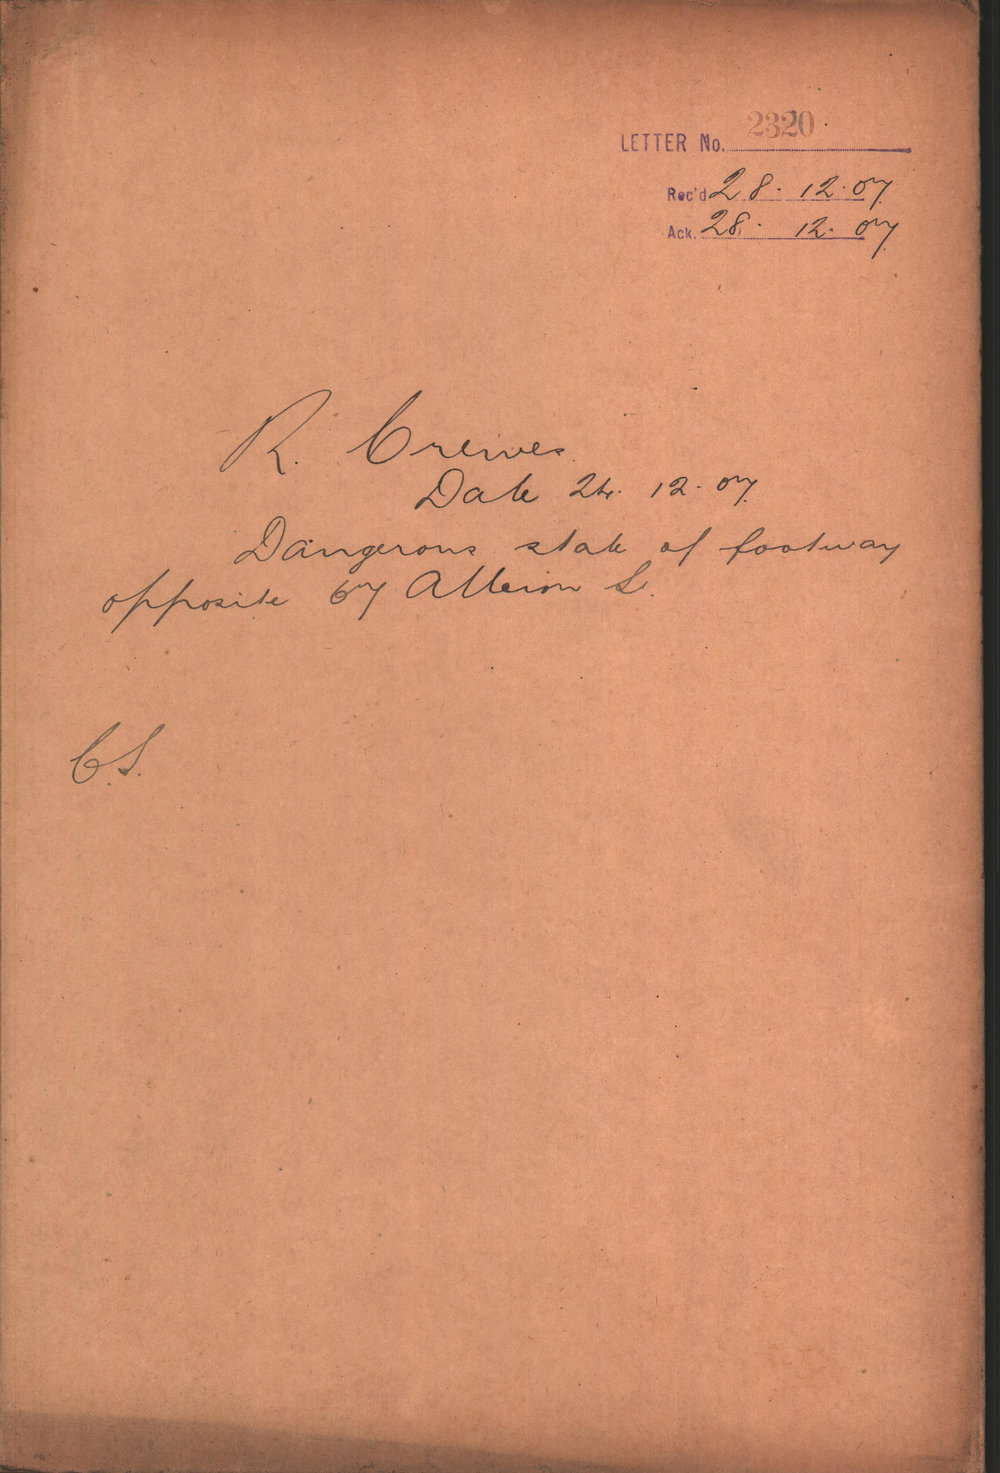 LETTER No. 2320
Rec'd 28.12.07
Ack. 28.12.07
R. Crewes
Date 24.12.07
Dangerous state of footway
opposite 67 Albion St.
C.S.